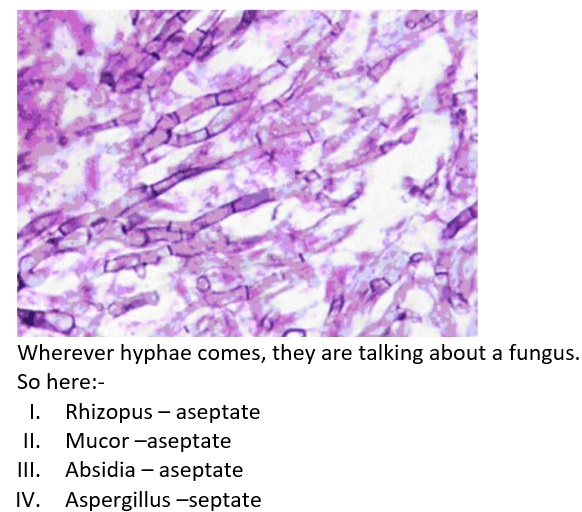 Wherever hyphae comes, they are talking about a fungus.
So here:-
I. Rhizopus – aseptate
II. Mucor –aseptate
III. Absidia – aseptate
IV. Aspergillus –septate